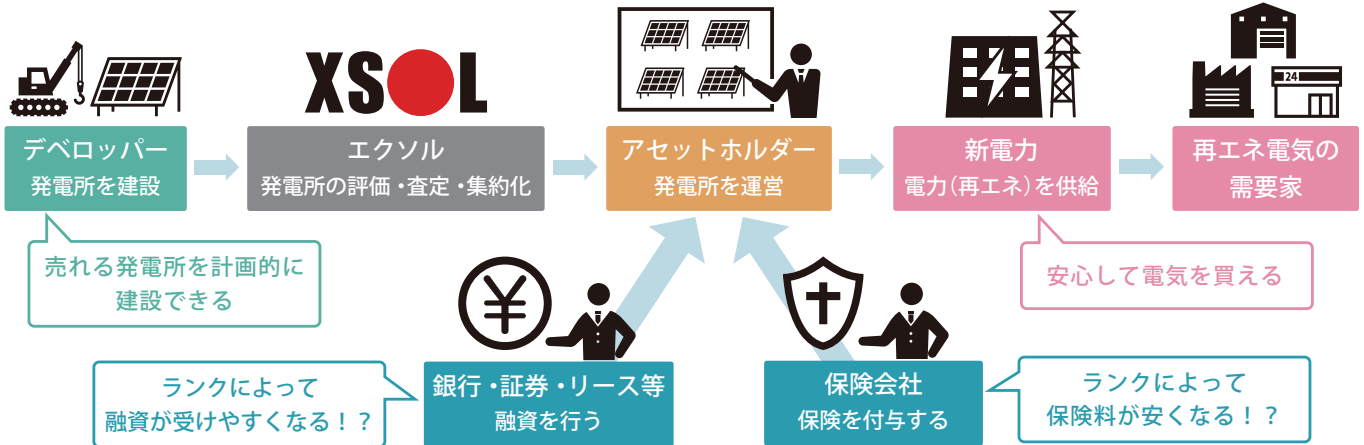 XSOL
デベロッパー
発電所を建設
エクソル
発電所の評価・査定・集約化
アセットホルダー
発電所を運営
新電力
電力(再エネ)を供給
24
再エネ電気の
需要家
売れる発電所を計画的に
建設できる
安心して電気を買える
¥
ランクによって
融資が受けやすくなる!?
銀行・証券・リース等
融資を行う
保険会社
保険を付与する
ランクによって
保険料が安くなる!?